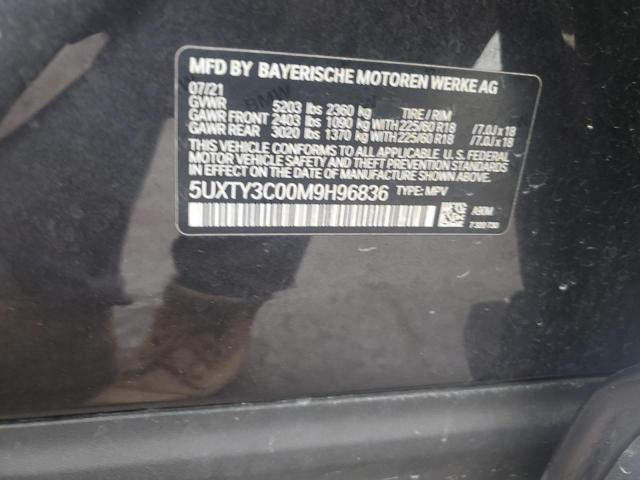 MFD BY BAYERISCHE MOTOREN WERKE AG
07/21
GVWR 5203 lbs 2360 kg TIRE / RIM
GAWR FRONT 2403 lbs 1090 kg WITH 225/60 R18 /7.0J x 18
GAWR REAR 3020 lbs 1370 kg WITH 225/60 R18 /7.0J x 18
THIS VEHICLE CONFORMS TO ALL APPLICABLE U.S. FEDERAL
MOTOR VEHICLE SAFETY AND THEFT PREVENTION STANDARDS
IN EFFECT ON THE DATE OF MANUFACTURE SHOWN ABOVE.
5UXTY3C00M9H96836 TYPE: MPV
A90M